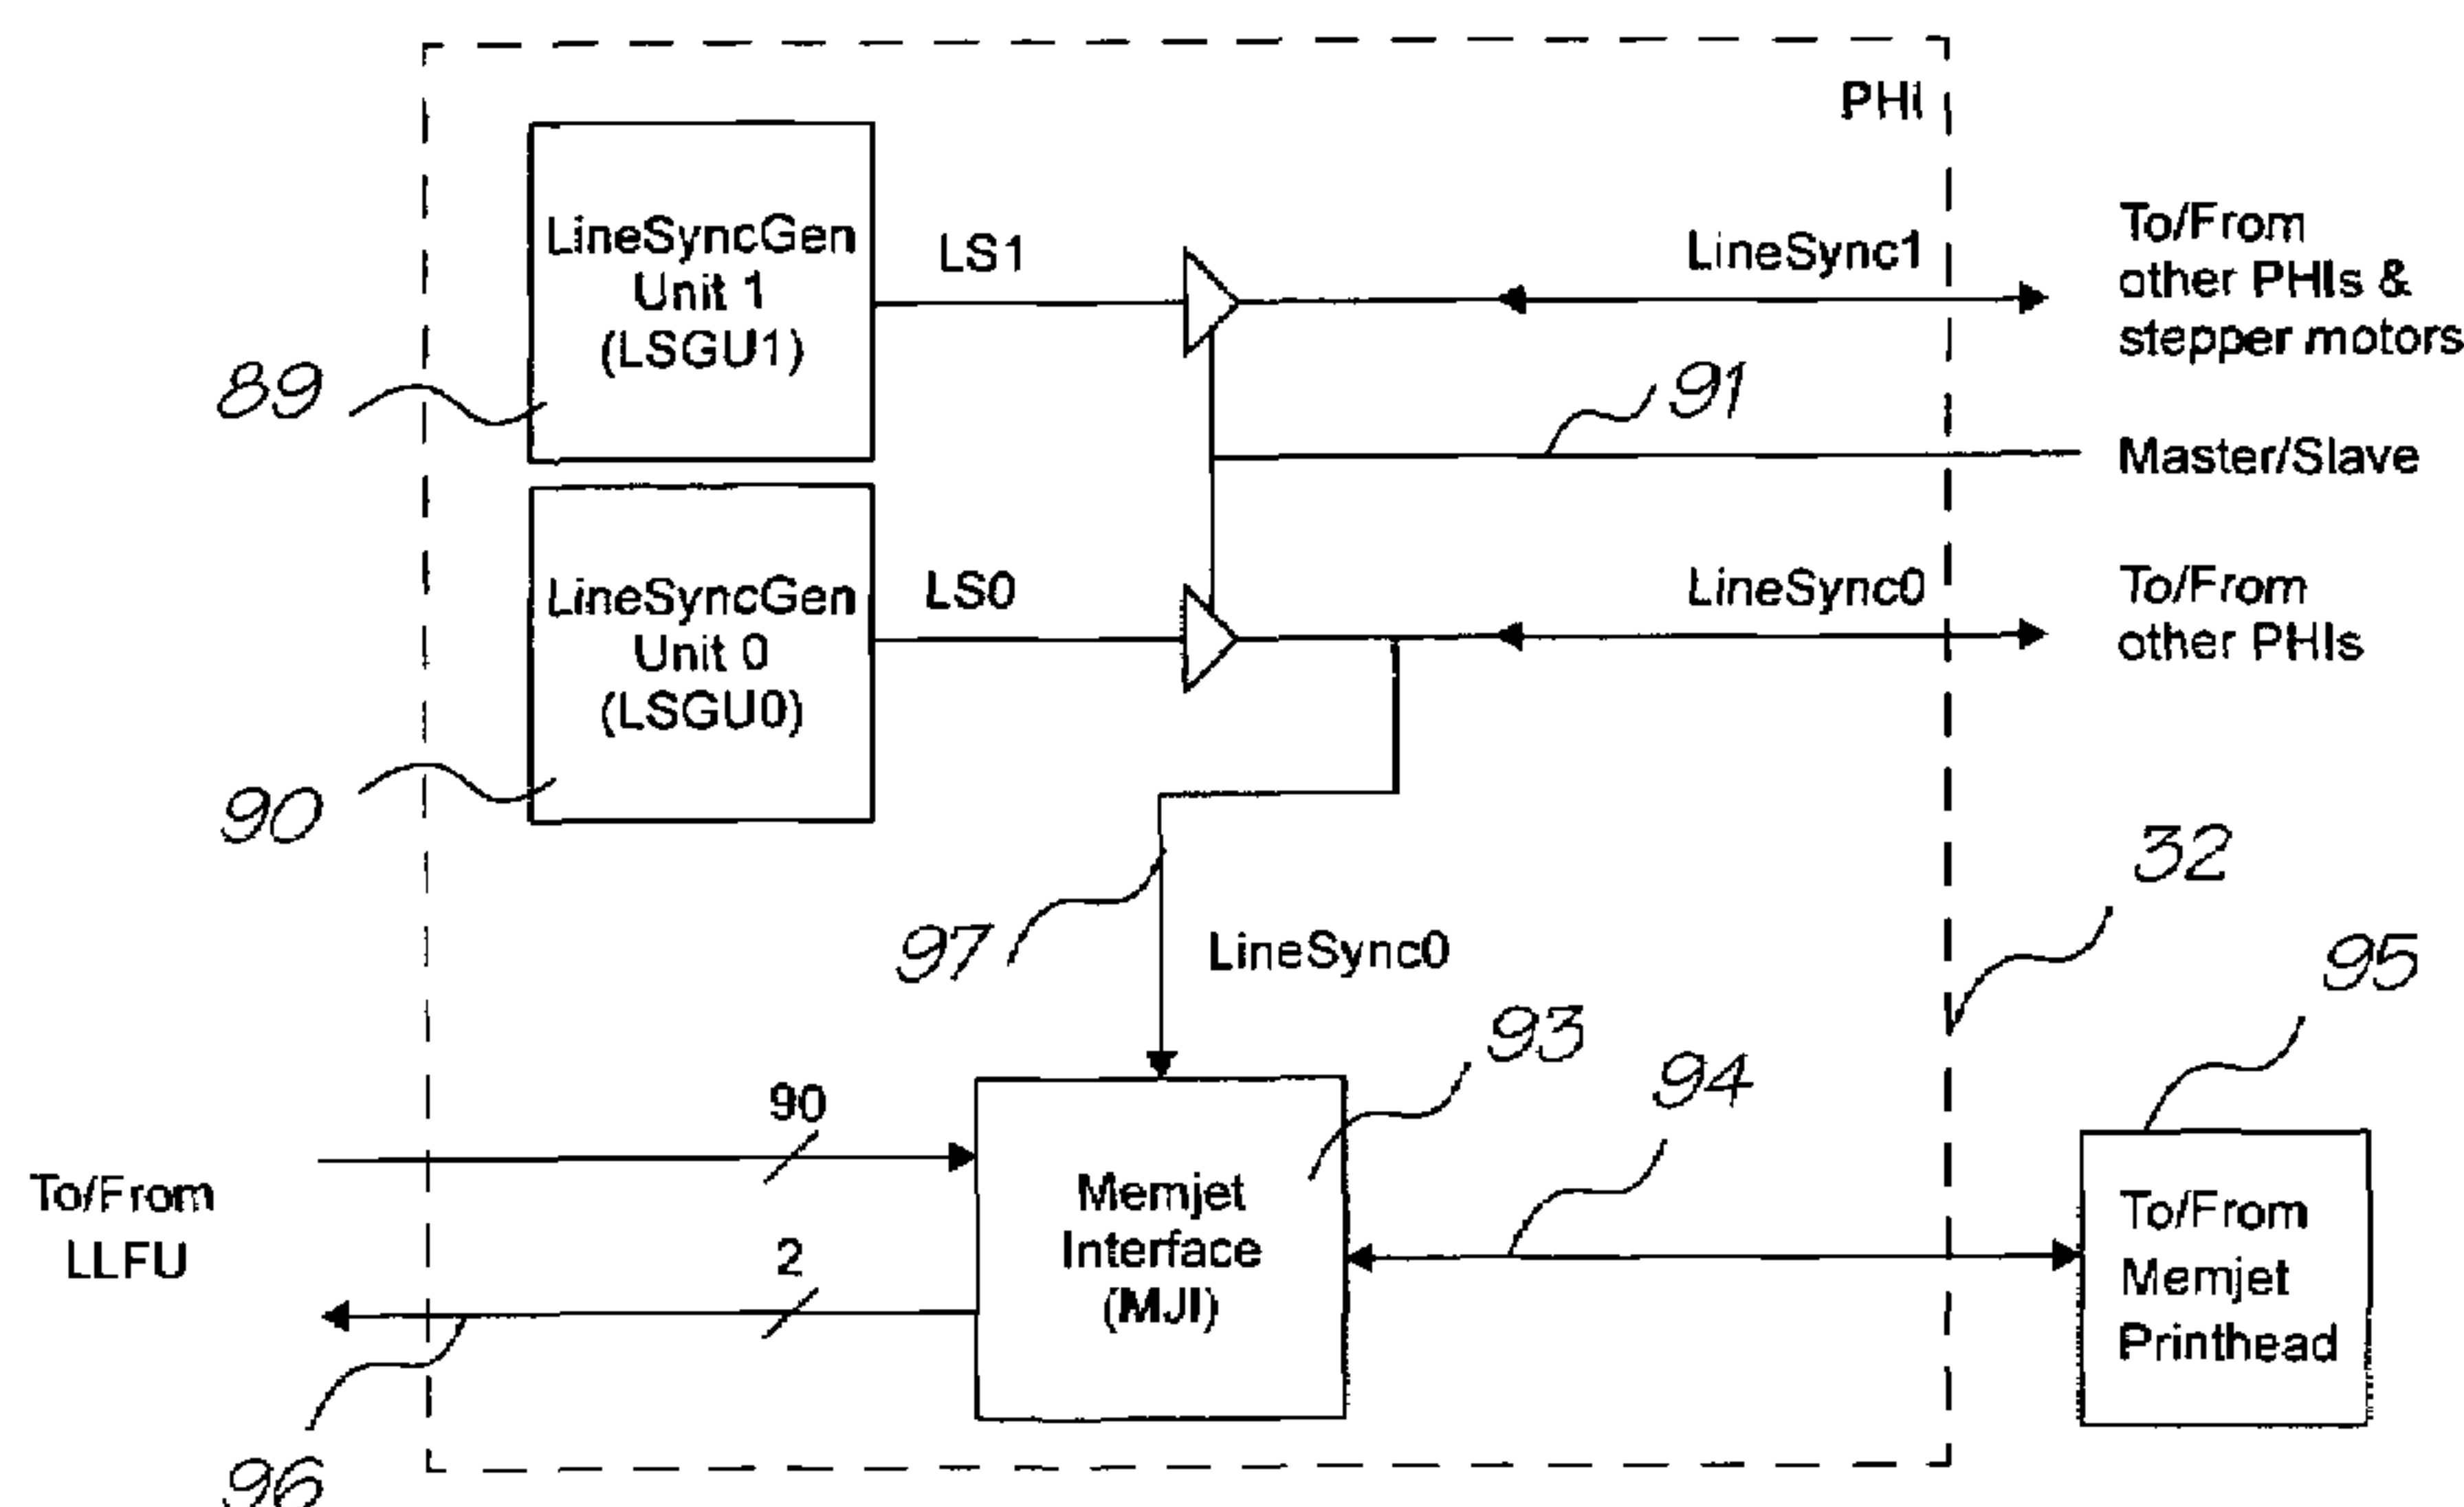 PHI
LineSyncGen
Unit 1
(LSGU1)
LS1
LineSync1
To/From
other PHIs &
stepper motors
89
91
Master/Slave
LineSyncGen
Unit 0
(LSGU0)
LS0
LineSync0
To/From
other PHIs
90
32
97
LineSync0
95
93
94
90
To/From
LLFU
2
Memjet
Interface
(MJI)
To/From
Memjet
Printhead
96